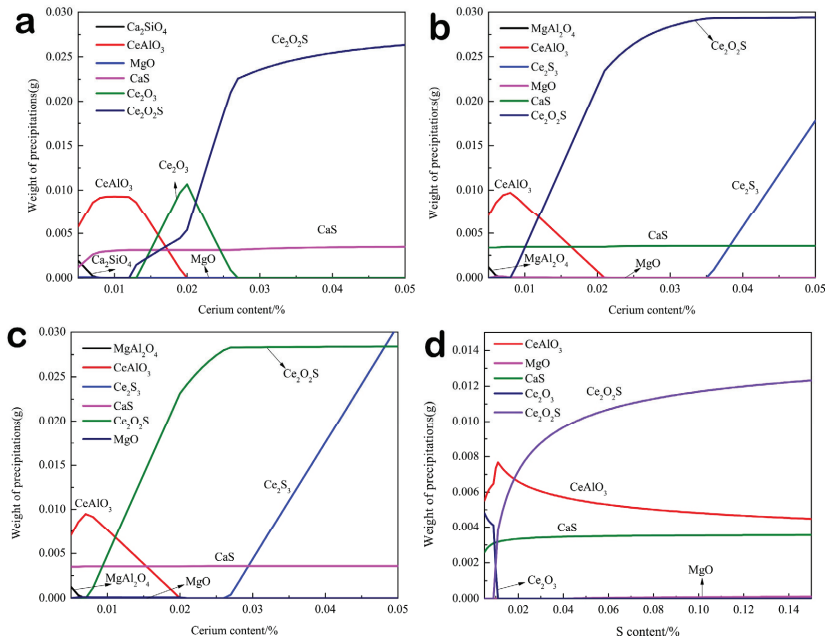 a
Weight of precipitations(g)
0.030
0.025
0.020
0.015
0.010
0.005
0.000
Ca₂SiO₄
CeAlO₃
MgO
CaS
Ce₂O₃
Ce₂O₂S
Ce₂O₂S
Ce₂O₃
CeAlO₃
CaS
Ca₂SiO₄
MgO
0.01 0.02 0.03 0.04 0.05
Cerium content/%
b
Weight of precipitations(g)
0.030
0.025
0.020
0.015
0.010
0.005
0.000
MgAl₂O₄
CeAlO₃
Ce₂S₃
MgO
CaS
Ce₂O₂S
Ce₂O₂S
CeAlO₃
Ce₂S₃
CaS
MgAl₂O₄
MgO
0.01 0.02 0.03 0.04 0.05
Cerium content/%
c
Weight of precipitations(g)
0.030
0.025
0.020
0.015
0.010
0.005
0.000
MgAl₂O₄
CeAlO₃
Ce₂S₃
CaS
Ce₂O₂S
MgO
Ce₂O₂S
Ce₂S₃
CeAlO₃
CaS
MgAl₂O₄
MgO
0.01 0.02 0.03 0.04 0.05
Cerium content/%
d
Weight of precipitations(g)
0.014
0.012
0.010
0.008
0.006
0.004
0.002
0.000
CeAlO₃
MgO
CaS
Ce₂O₃
Ce₂O₂S
Ce₂O₂S
CeAlO₃
CaS
MgO
Ce₂O₃
0.02 0.04 0.06 0.08 0.10 0.12 0.14
S content/%